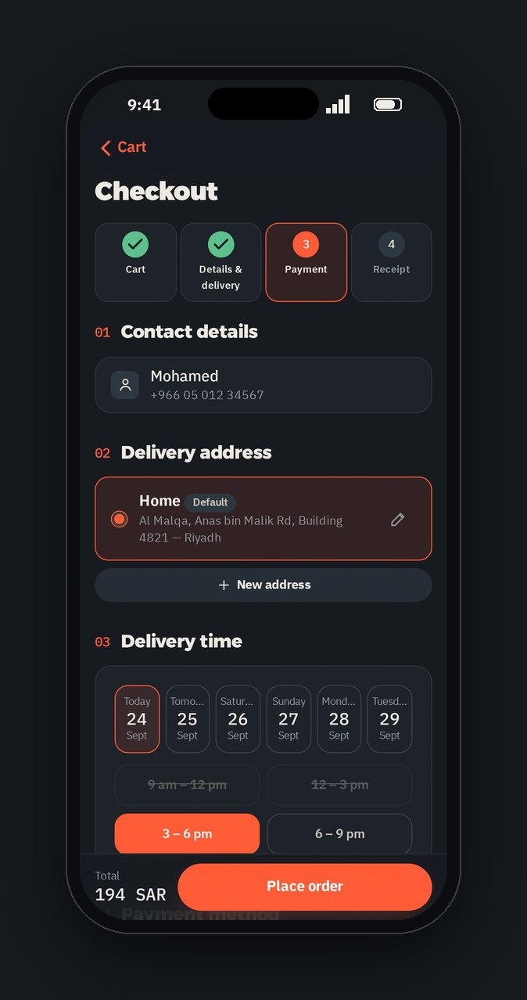 9:41
Cart
Checkout
Cart
Details &
delivery
3
Payment
4
Receipt
01 Contact details
Mohamed
+966 05 012 34567
02 Delivery address
Home Default
Al Malqa, Anas bin Malik Rd, Building
4821 — Riyadh
+ New address
03 Delivery time
Today 24 Sept
Tomo... 25 Sept
Satur... 26 Sept
Sunday 27 Sept
Mond... 28 Sept
Tuesd... 29 Sept
9 am – 12 pm
12 – 3 pm
3 – 6 pm
6 – 9 pm
Total
194 SAR
Place order
Payment method